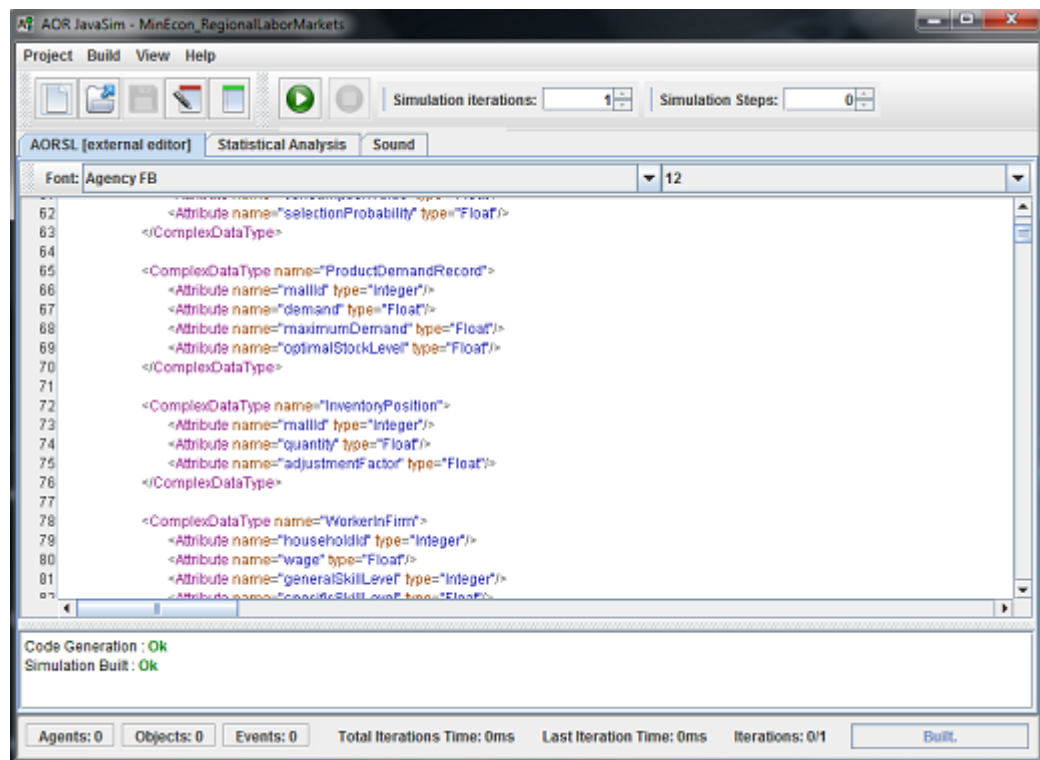 AOR JavaSim - MinEcon_RegionalLaborMarkets
Project Build View Help
Simulation iterations: 1 Simulation Steps: 0
AORSL [external editor] Statistical Analysis Sound
Font: Agency FB 12
62 <Attribute name="selectionProbability" type="Float"/>
63 </ComplexDataType>
64
65 <ComplexDataType name="ProductDemandRecord">
66 <Attribute name="mallId" type="Integer"/>
67 <Attribute name="demand" type="Float"/>
68 <Attribute name="maximumDemand" type="Float"/>
69 <Attribute name="optimalStockLevel" type="Float"/>
70 </ComplexDataType>
71
72 <ComplexDataType name="InventoryPosition">
73 <Attribute name="mallId" type="Integer"/>
74 <Attribute name="quantity" type="Float"/>
75 <Attribute name="adjustmentFactor" type="Float"/>
76 </ComplexDataType>
77
78 <ComplexDataType name="WorkerInFirm">
79 <Attribute name="householdId" type="Integer"/>
80 <Attribute name="wage" type="Float"/>
81 <Attribute name="generalSkillLevel" type="Integer"/>
82 <Attribute name="specificSkillLevel" type="Float"/>
Code Generation : Ok
Simulation Built : Ok
Agents: 0 Objects: 0 Events: 0 Total Iterations Time: 0ms Last Iteration Time: 0ms Iterations: 0/1 Built.